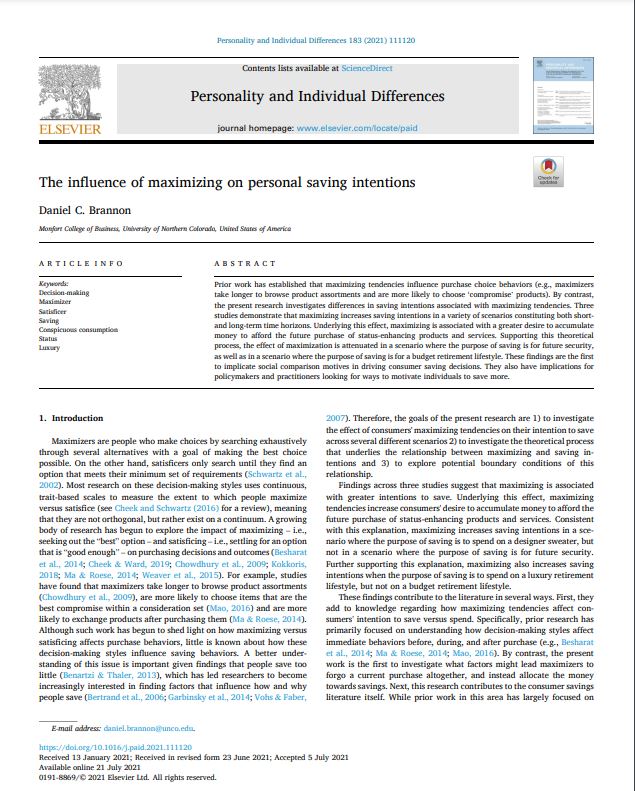 Personality and Individual Differences 183 (2021) 111120
Contents lists available at ScienceDirect
Personality and Individual Differences
journal homepage: www.elsevier.com/locate/paid
ELSEVIER
Check for
updates
The influence of maximizing on personal saving intentions
Daniel C. Brannon
Monfort College of Business, University of Northern Colorado, United States of America
ARTICLE INFO
Keywords:
Decision-making
Maximizer
Satisficer
Saving
Conspicuous consumption
Status
Luxury
ABSTRACT
Prior work has established that maximizing tendencies influence purchase choice behaviors (e.g., maximizers
take longer to browse product assortments and are more likely to choose ‘compromise’ products). By contrast,
the present research investigates differences in saving intentions associated with maximizing tendencies. Three
studies demonstrate that maximizing increases saving intentions in a variety of scenarios constituting both short-
and long-term time horizons. Underlying this effect, maximizing is associated with a greater desire to accumulate
money to afford the future purchase of status-enhancing products and services. Supporting this theoretical
process, the effect of maximization is attenuated in a scenario where the purpose of saving is for future security,
as well as in a scenario where the purpose of saving is for a budget retirement lifestyle. These findings are the first
to implicate social comparison motives in driving consumer saving decisions. They also have implications for
policymakers and practitioners looking for ways to motivate individuals to save more.
1. Introduction
Maximizers are people who make choices by searching exhaustively
through several alternatives with a goal of making the best choice
possible. On the other hand, satisficers only search until they find an
option that meets their minimum set of requirements (Schwartz et al.,
2002). Most research on these decision-making styles uses continuous,
trait-based scales to measure the extent to which people maximize
versus satisfice (see Cheek and Schwartz (2016) for a review), meaning
that they are not orthogonal, but rather exist on a continuum. A growing
body of research has begun to explore the impact of maximizing – i.e.,
seeking out the “best” option – and satisficing – i.e., settling for an option
that is “good enough” – on purchasing decisions and outcomes (Besharat
et al., 2014; Cheek & Ward, 2019; Chowdhury et al., 2009; Kokkoris,
2018; Ma & Roese, 2014; Weaver et al., 2015). For example, studies
have found that maximizers take longer to browse product assortments
(Chowdhury et al., 2009), are more likely to choose items that are the
best compromise within a consideration set (Mao, 2016) and are more
likely to exchange products after purchasing them (Ma & Roese, 2014).
Although such work has begun to shed light on how maximizing versus
satisficing affects purchase behaviors, little is known about how these
decision-making styles influence saving behaviors. A better under-
standing of this issue is important given findings that people save too
little (Benartzi & Thaler, 2013), which has led researchers to become
increasingly interested in finding factors that influence how and why
people save (Bertrand et al., 2006; Garbinsky et al., 2014; Vohs & Faber,
2007). Therefore, the goals of the present research are 1) to investigate
the effect of consumers’ maximizing tendencies on their intention to save
across several different scenarios 2) to investigate the theoretical process
that underlies the relationship between maximizing and saving in-
tentions and 3) to explore potential boundary conditions of this
relationship.
Findings across three studies suggest that maximizing is associated
with greater intentions to save. Underlying this effect, maximizing
tendencies increase consumers’ desire to accumulate money to afford the
future purchase of status-enhancing products and services. Consistent
with this explanation, maximizing increases saving intentions in a sce-
nario where the purpose of saving is to spend on a designer sweater, but
not in a scenario where the purpose of saving is for future security.
Further supporting this explanation, maximizing also increases saving
intentions when the purpose of saving is to spend on a luxury retirement
lifestyle, but not on a budget retirement lifestyle.
These findings contribute to the literature in several ways. First, they
add to knowledge regarding how maximizing tendencies affect con-
sumers’ intention to save versus spend. Specifically, prior research has
primarily focused on understanding how decision-making styles affect
immediate behaviors before, during, and after purchase (e.g., Besharat
et al., 2014; Ma & Roese, 2014; Mao, 2016). By contrast, the present
work is the first to investigate what factors might lead maximizers to
forgo a current purchase altogether, and instead allocate the money
towards savings. Next, this research contributes to the consumer savings
literature itself. While prior work in this area has largely focused on
E-mail address: daniel.brannon@unco.edu.
https://doi.org/10.1016/j.paid.2021.111120
Received 13 January 2021; Received in revised form 23 June 2021; Accepted 5 July 2021
Available online 21 July 2021
0191-8869/© 2021 Elsevier Ltd. All rights reserved.